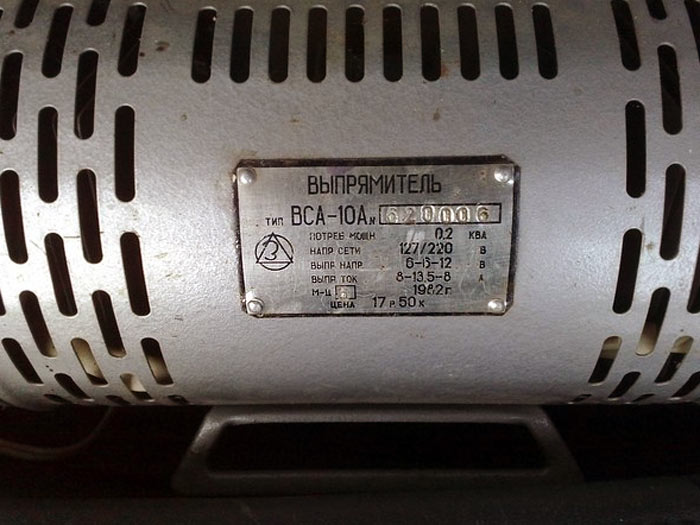 ВЫПРЯМИТЕЛЬ
ТИП ВСА-10А № 620006
ПОТРЕБ МОЩН 0.2 КВА
НАПР СЕТИ 127/220 В
ВЫПР НАПР 6-6-12 В
ВЫПР ТОК 8-13,5-8 А
М-Ц 1982 г.
ЦЕНА 17 р 50 к